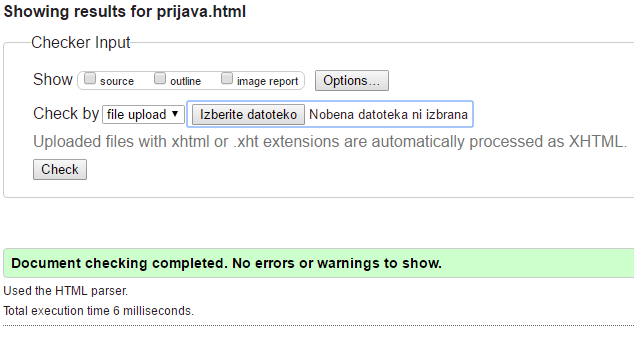 Showing results for prijava.html
Checker Input
Show source outline image report Options...
Check by file upload Izberite datoteko Nobena datoteka ni izbrana
Uploaded files with xhtml or .xht extensions are automatically processed as XHTML.
Check
Document checking completed. No errors or warnings to show.
Used the HTML parser.
Total execution time 6 milliseconds.